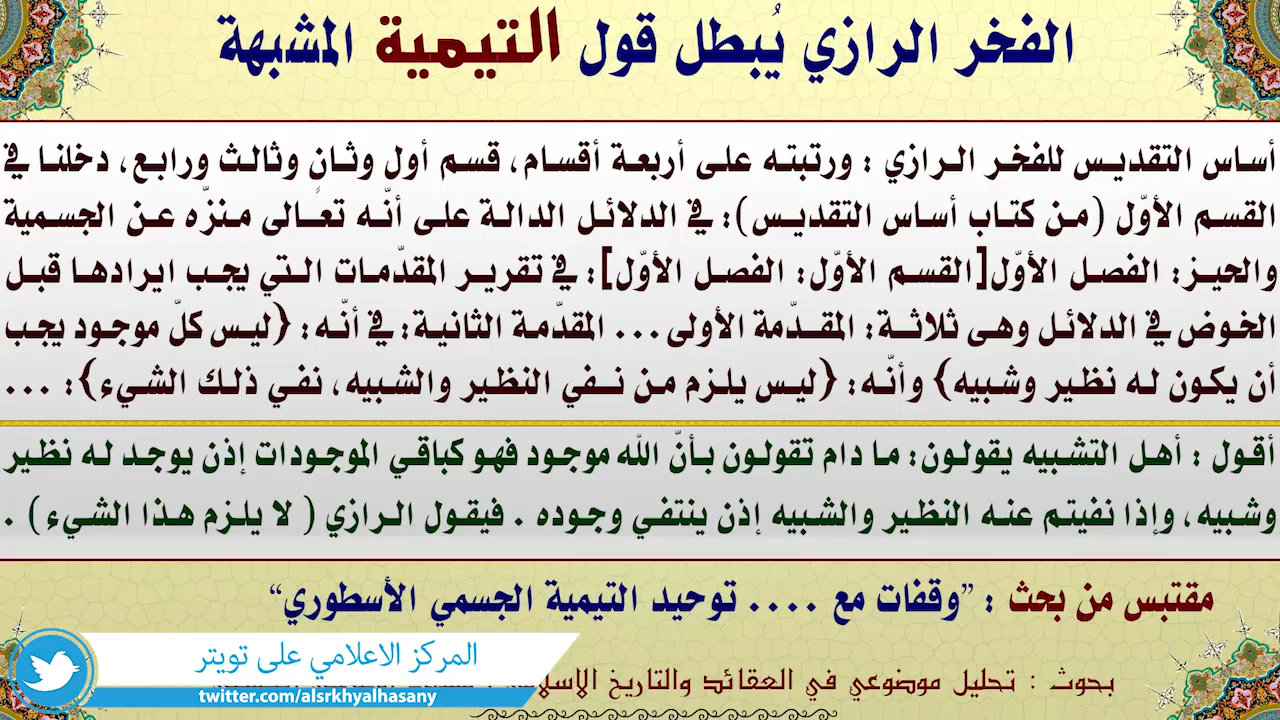 الفخر الرازي يُبطل قول التيمية المشبهة
أساس التقديس للفخر الرازي : ورتبته على أربعة أقسام، قسم أول وثانٍ وثالث ورابع، دخلنا في
القسم الأوّل (من كتاب أساس التقديس): في الدلائل الدالة على أنّه تعالى منزّه عن الجسمية
والحيز: الفصل الأوّل[القسم الأوّل: الفصل الأوّل]: في تقرير المقدّمات التي يجب ايرادها قبل
الخوض في الدلائل وهى ثلاثة: المقدّمة الأولى... المقدّمة الثانية: في أنّه: {ليس كلّ موجود يجب
أن يكون له نظير وشبيه} وأنّه: {ليس يلزم من نفي النظير والشبيه، نفي ذلك الشيء}: ...
أقول : أهل التشبيه يقولون: ما دام تقولون بأنّ الله موجود فهو كباقي الموجودات إذن يوجد له نظير
وشبيه، وإذا نفيتم عنه النظير والشبيه إذن ينتفي وجوده . فيقول الرازي ( لا يلزم هذا الشيء) .
مقتبس من بحث : ”وقفات مع .... توحيد التيمية الجسمي الأسطوري“
المركز الاعلامي على تويتر
بحوث : تحليل موضوعي في العقائد والتاريخ
twitter.com/alsrkhyalhasany